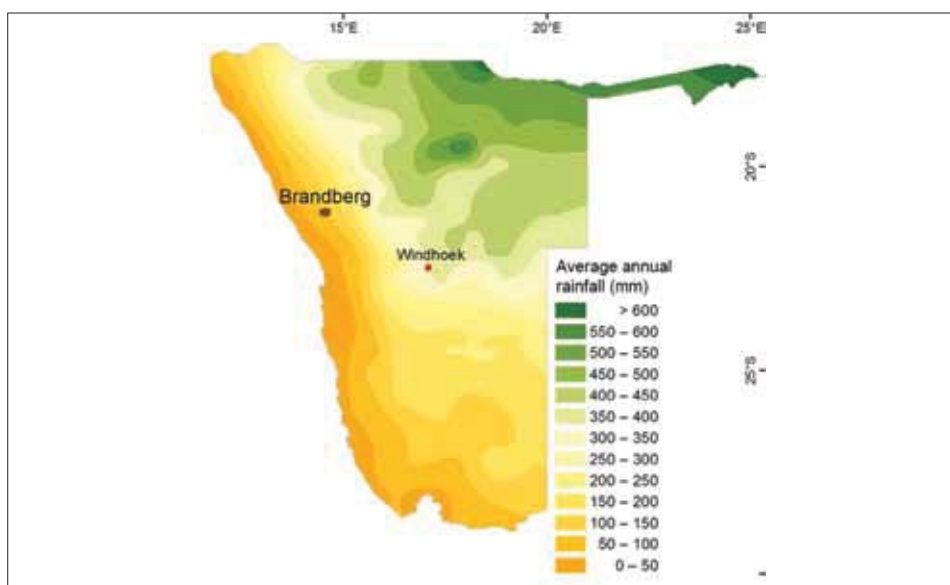 15°E 20°E 25°E
20°S
Brandberg
Windhoek
Average annual
rainfall (mm)
> 600
550 – 600
500 – 550
450 – 500
400 – 450
350 – 400
300 – 350
250 – 300
200 – 250
150 – 200
100 – 150
50 – 100
0 – 50
25°S